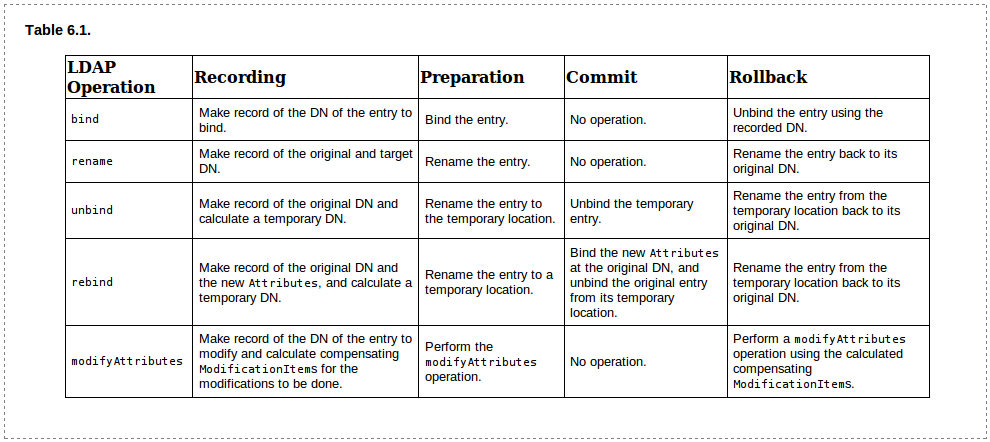 Table 6.1.
LDAP
Operation
Recording
Preparation
Commit
Rollback
bind
Make record of the DN of the entry to
bind.
Bind the entry.
No operation.
Unbind the entry using the
recorded DN.
rename
Make record of the original and target
DN.
Rename the entry.
No operation.
Rename the entry back to its
original DN.
unbind
Make record of the original DN and
calculate a temporary DN.
Rename the entry to
the temporary location.
Unbind the temporary
entry.
Rename the entry from the
temporary location back to its
original DN.
rebind
Make record of the original DN and
the new Attributes, and calculate a
temporary DN.
Rename the entry to a
temporary location.
Bind the new Attributes
at the original DN, and
unbind the original entry
from its temporary
location.
Rename the entry from the
temporary location back to its
original DN.
modifyAttributes
Make record of the DN of the entry to
modify and calculate compensating
ModificationItems for the
modifications to be done.
Perform the
modifyAttributes
operation.
No operation.
Perform a modifyAttributes
operation using the calculated
compensating
ModificationItems.